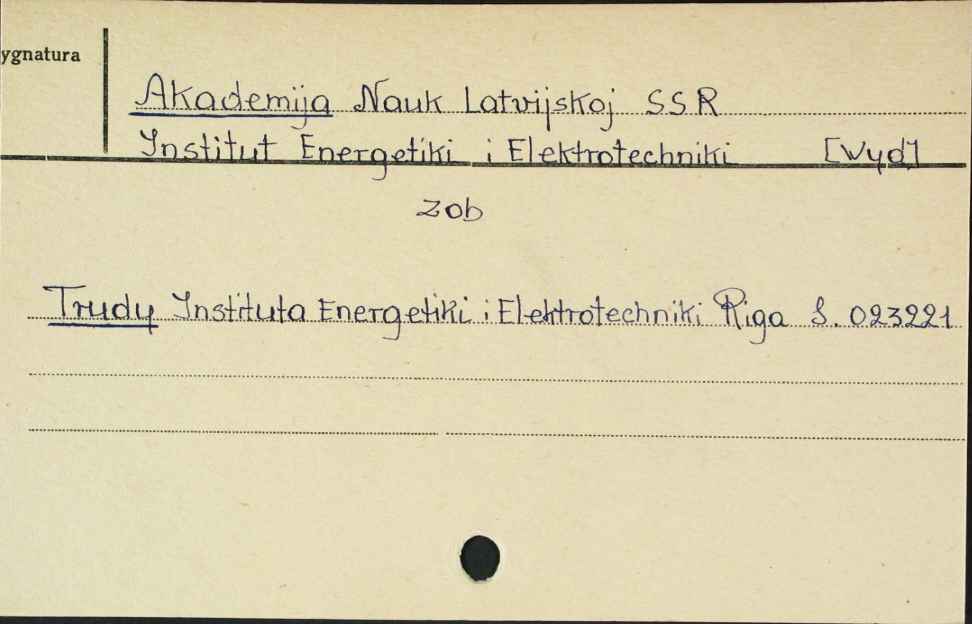 ygnatura
Akademija Nauk Latvijskoj SSR
Institut Energetiki i Elektrotechniki [Wyd]
zob
Trudy Instituta Energetiki i Elektrotechniki Riga S. 023221